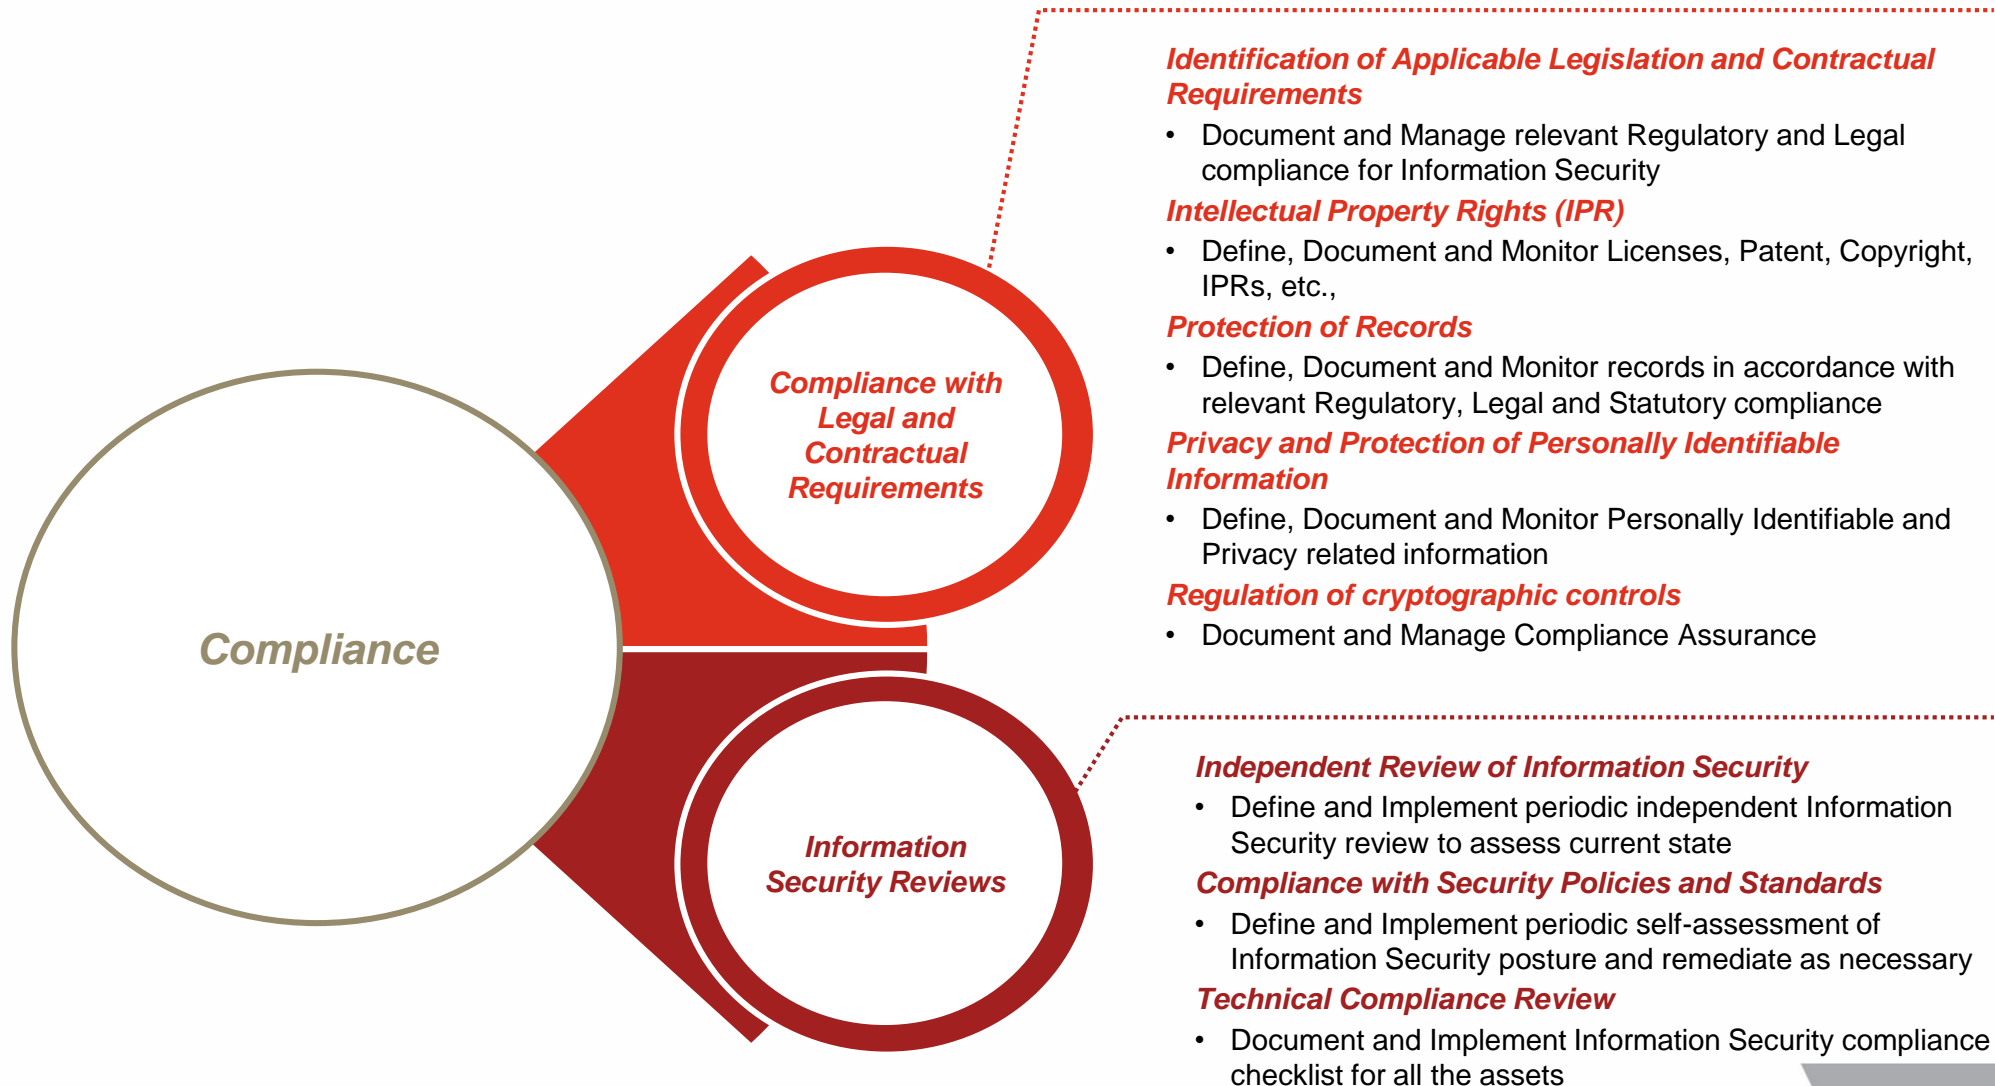 Compliance
Compliance with
Legal and
Contractual
Requirements
Identification of Applicable Legislation and Contractual
Requirements
• Document and Manage relevant Regulatory and Legal
compliance for Information Security
Intellectual Property Rights (IPR)
• Define, Document and Monitor Licenses, Patent, Copyright,
IPRs, etc.,
Protection of Records
• Define, Document and Monitor records in accordance with
relevant Regulatory, Legal and Statutory compliance
Privacy and Protection of Personally Identifiable
Information
• Define, Document and Monitor Personally Identifiable and
Privacy related information
Regulation of cryptographic controls
• Document and Manage Compliance Assurance
Information
Security Reviews
Independent Review of Information Security
• Define and Implement periodic independent Information
Security review to assess current state
Compliance with Security Policies and Standards
• Define and Implement periodic self-assessment of
Information Security posture and remediate as necessary
Technical Compliance Review
• Document and Implement Information Security compliance
checklist for all the assets